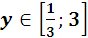 y ∈ [1/3; 3]